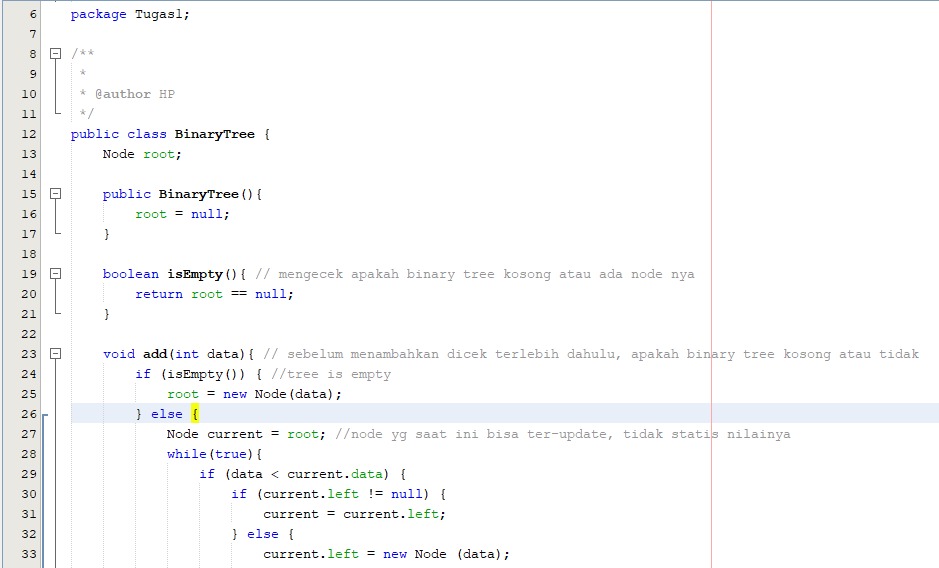 6 package Tugas1;
7
8 /**
9 *
10 * @author HP
11 */
12 public class BinaryTree {
13 Node root;
14
15 public BinaryTree(){
16 root = null;
17 }
18
19 boolean isEmpty(){ // mengecek apakah binary tree kosong atau ada node nya
20 return root == null;
21 }
22
23 void add(int data){ // sebelum menambahkan dicek terlebih dahulu, apakah binary tree kosong atau tidak
24 if (isEmpty()) { //tree is empty
25 root = new Node(data);
26 } else {
27 Node current = root; //node yg saat ini bisa ter-update, tidak statis nilainya
28 while(true){
29 if (data < current.data) {
30 if (current.left != null) {
31 current = current.left;
32 } else {
33 current.left = new Node (data);